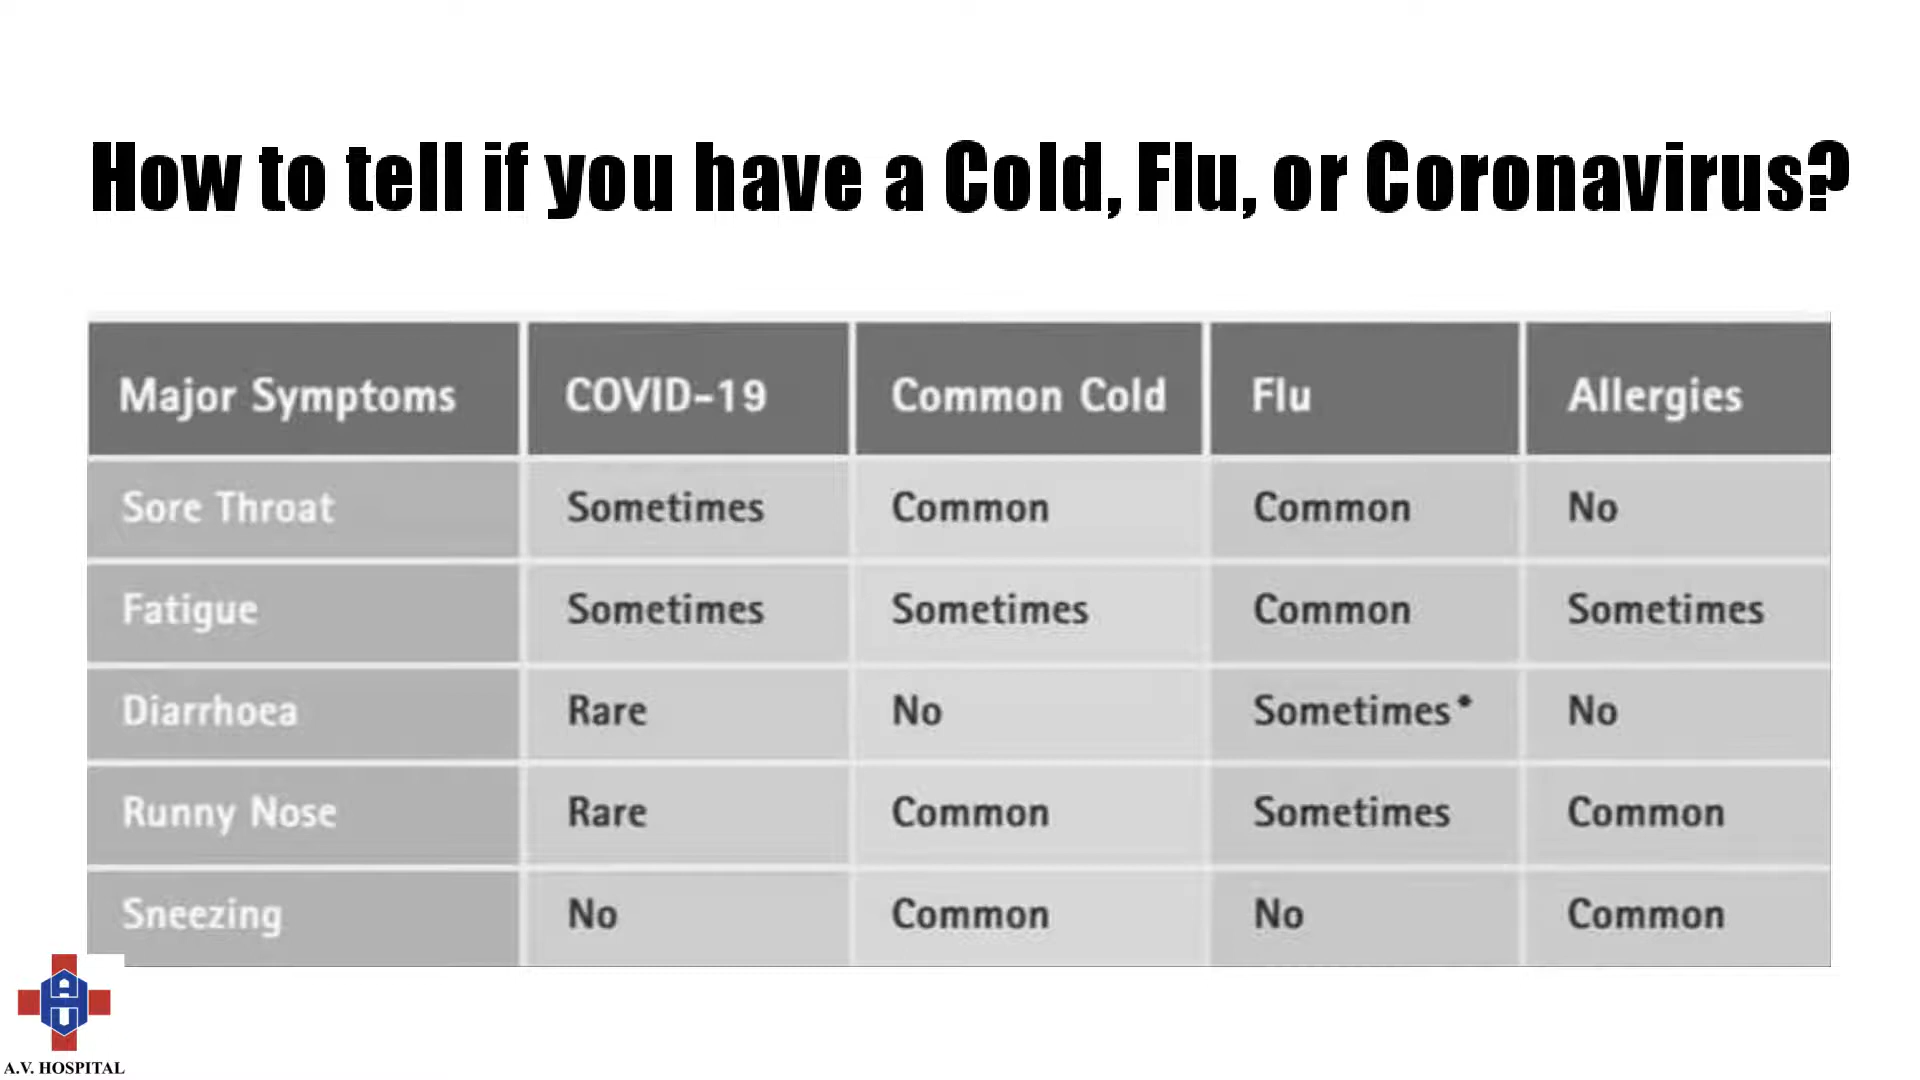 How to tell if you have a Cold, Flu, or Coronavirus?
Major Symptoms COVID-19 Common Cold Flu Allergies
Sore Throat Sometimes Common Common No
Fatigue Sometimes Sometimes Common Sometimes
Diarrhoea Rare No Sometimes* No
Runny Nose Rare Common Sometimes Common
Sneezing No Common No Common
A.V. HOSPITAL